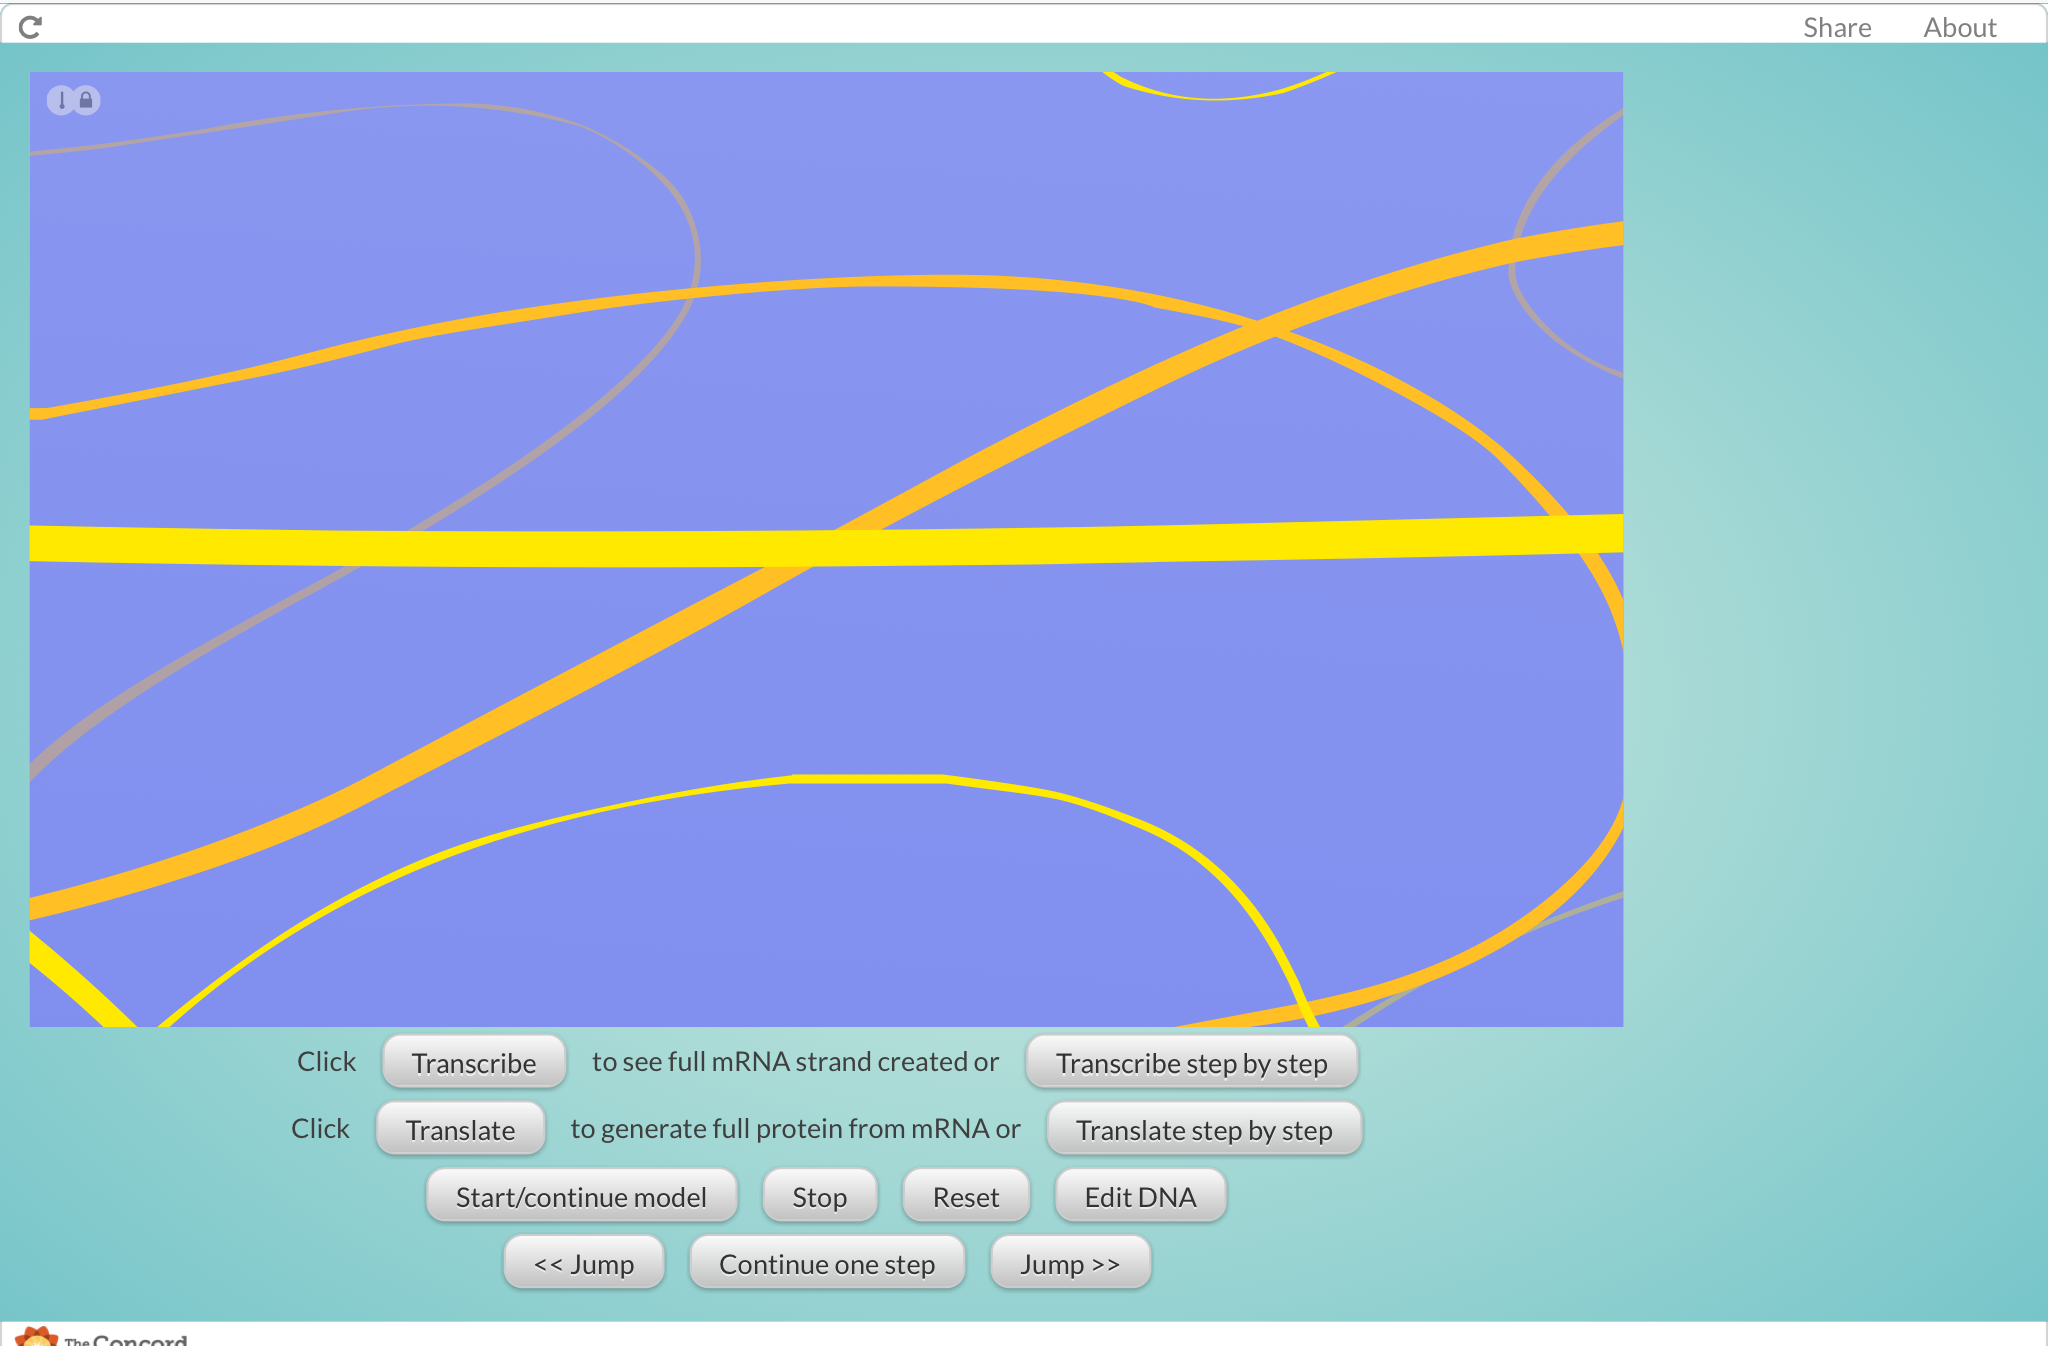 Share About
Click Transcribe to see full mRNA strand created or Transcribe step by step
Click Translate to generate full protein from mRNA or Translate step by step
Start/continue model Stop Reset Edit DNA
<< Jump Continue one step Jump >>
The Concord